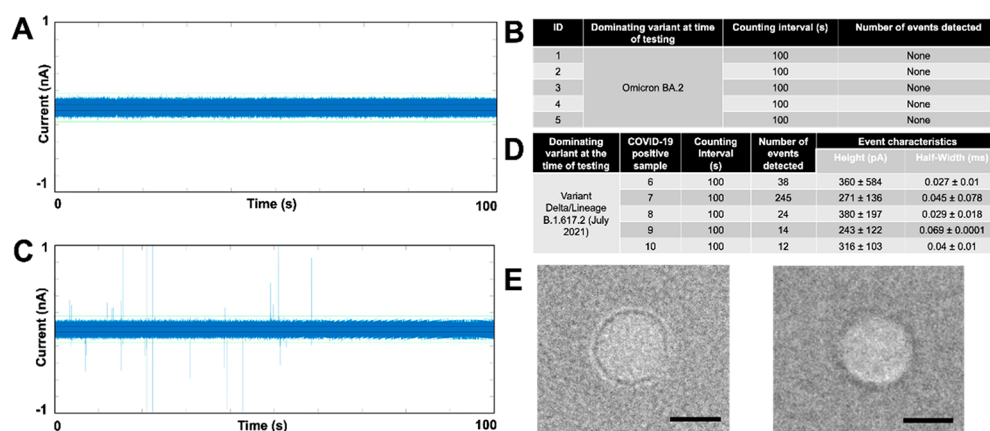 A
1
Current (nA)
-1
0
Time (s)
100
B
ID
Dominating variant at time
of testing
Counting interval (s)
Number of events detected
1
100
None
2
100
None
3
Omicron BA.2
100
None
4
100
None
5
100
None
C
1
Current (nA)
-1
0
Time (s)
100
D
Dominating
variant at the
time of testing
COVID-19
positive
sample
Counting
Interval
(s)
Number of
events
detected
Event characteristics
Height (pA)
Half-Width (ms)
Variant
Delta/Lineage
B.1.617.2 (July
2021)
6
100
38
360 ± 584
0.027 ± 0.01
7
100
245
271 ± 136
0.045 ± 0.078
8
100
24
380 ± 197
0.029 ± 0.018
9
100
14
243 ± 122
0.069 ± 0.0001
10
100
12
316 ± 103
0.04 ± 0.01
E